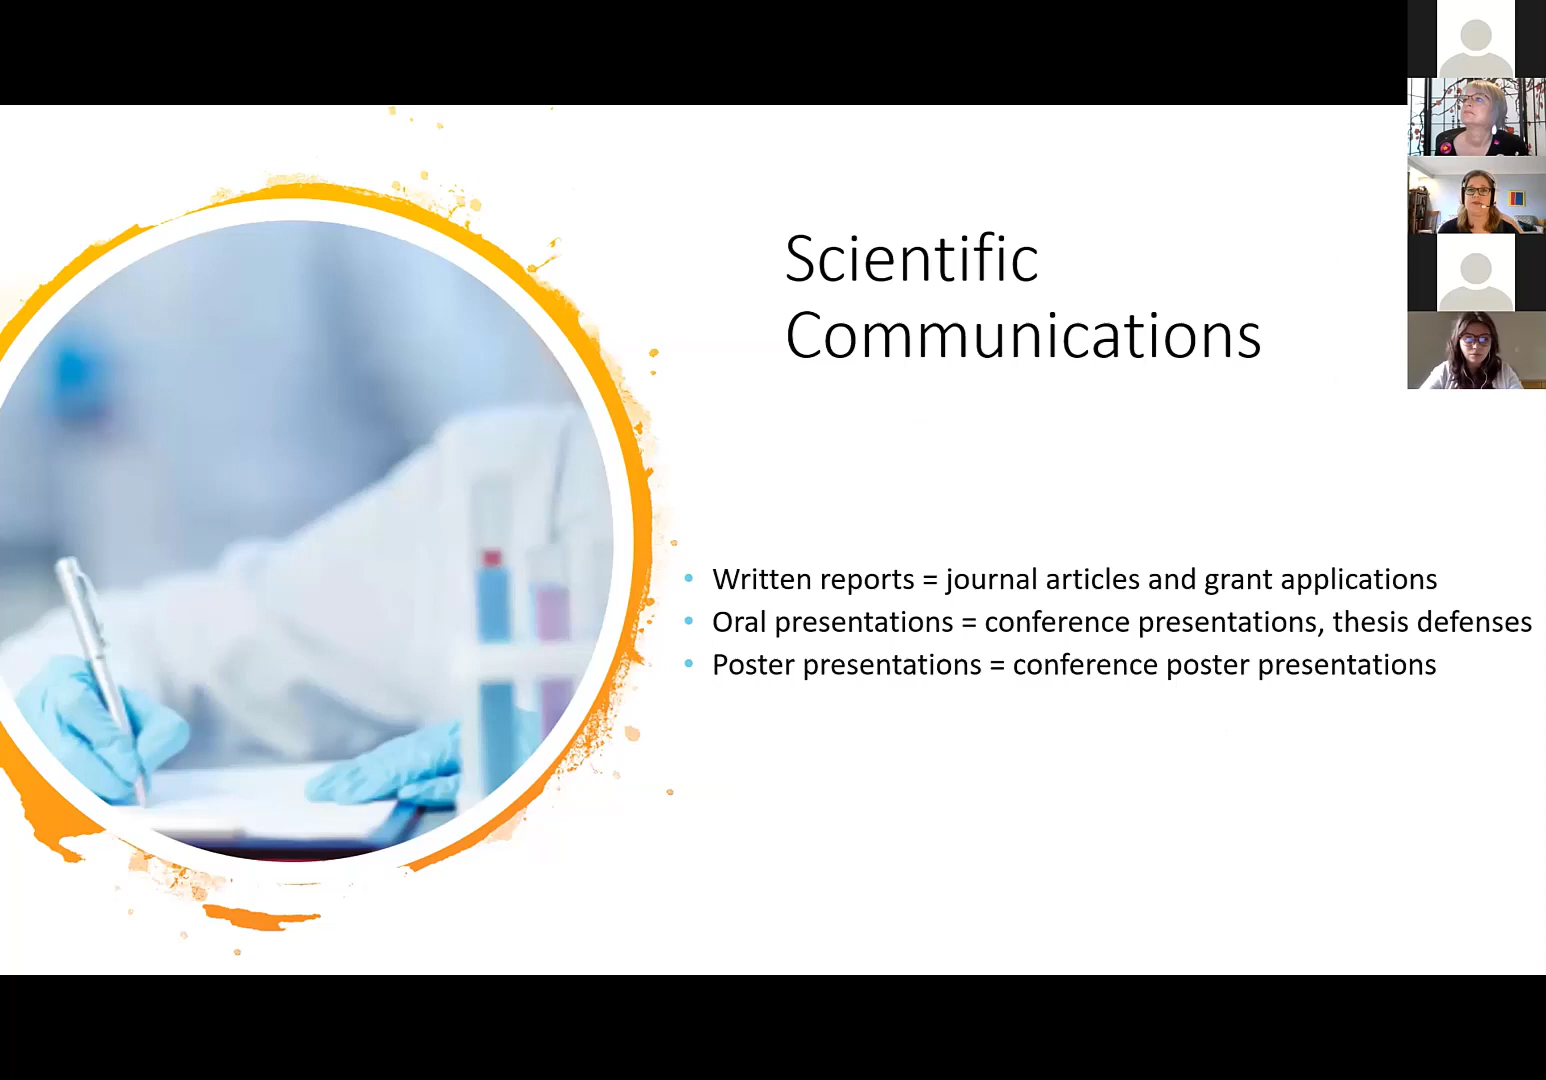 Scientific
Communications
• Written reports = journal articles and grant applications
• Oral presentations = conference presentations, thesis defenses
• Poster presentations = conference poster presentations